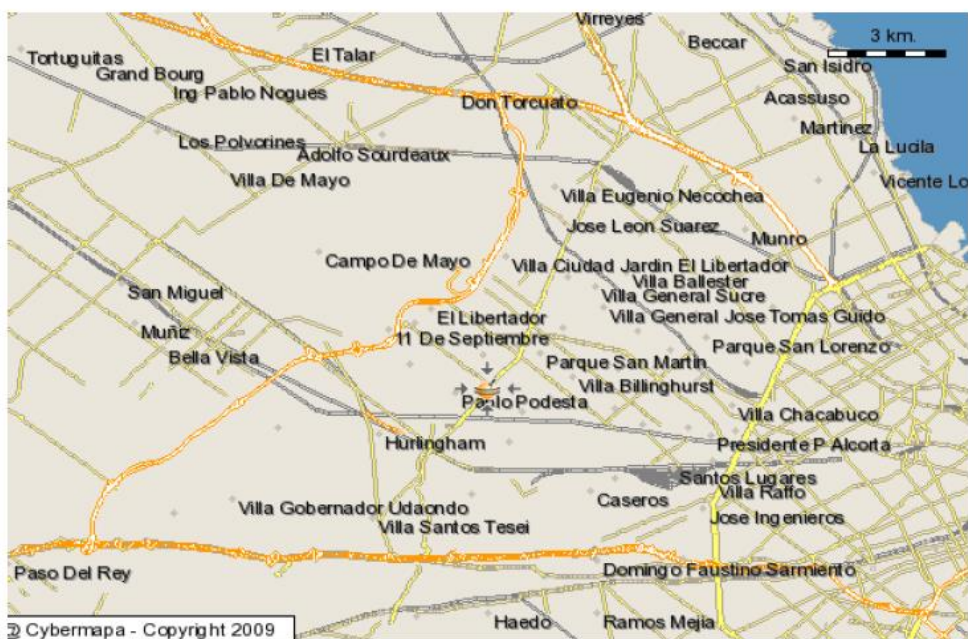 Virreyes
3 km.
Beccar
El Talar
Tortuguitas
San Isidro
Grand Bourg
Ing Pablo Nogues
Don Torcuato
Acassuso
Martinez
Los Polvorines
Adolfo Sourdeaux
La Lucila
Villa De Mayo
Vicente Lo
Villa Eugenio Necochea
Jose Leon Suarez
Munro
Campo De Mayo
Villa Ciudad Jardin El Libertador
Villa Ballester
San Miguel
Villa General Sucre
El Libertador
Villa General Jose Tomas Guido
Muñiz
11 De Septiembre
Parque San Lorenzo
Bella Vista
Parque San Martin
Villa Billinghurst
Pablo Podesta
Villa Chacabuco
Hurlingham
Presidente P Alcorta
Santos Lugares
Villa Raffo
Caseros
Villa Gobernador Udaondo
Jose Ingenieros
Villa Santos Tesei
Paso Del Rey
Domingo Faustino Sarmiento
Haedo
Ramos Mejia
© Cybermapa - Copyright 2009